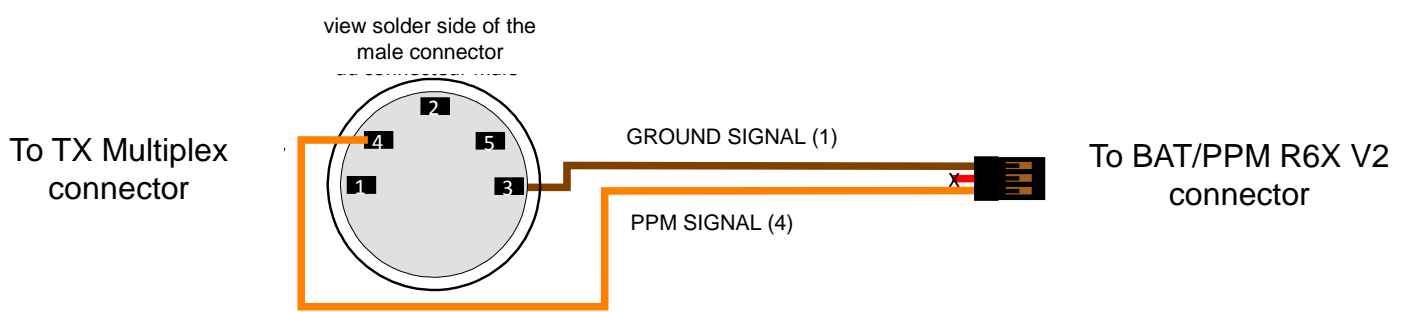 view solder side of the
male connector
2
4
5
1
3
To TX Multiplex
connector
GROUND SIGNAL (1)
X
PPM SIGNAL (4)
To BAT/PPM R6X V2
connector